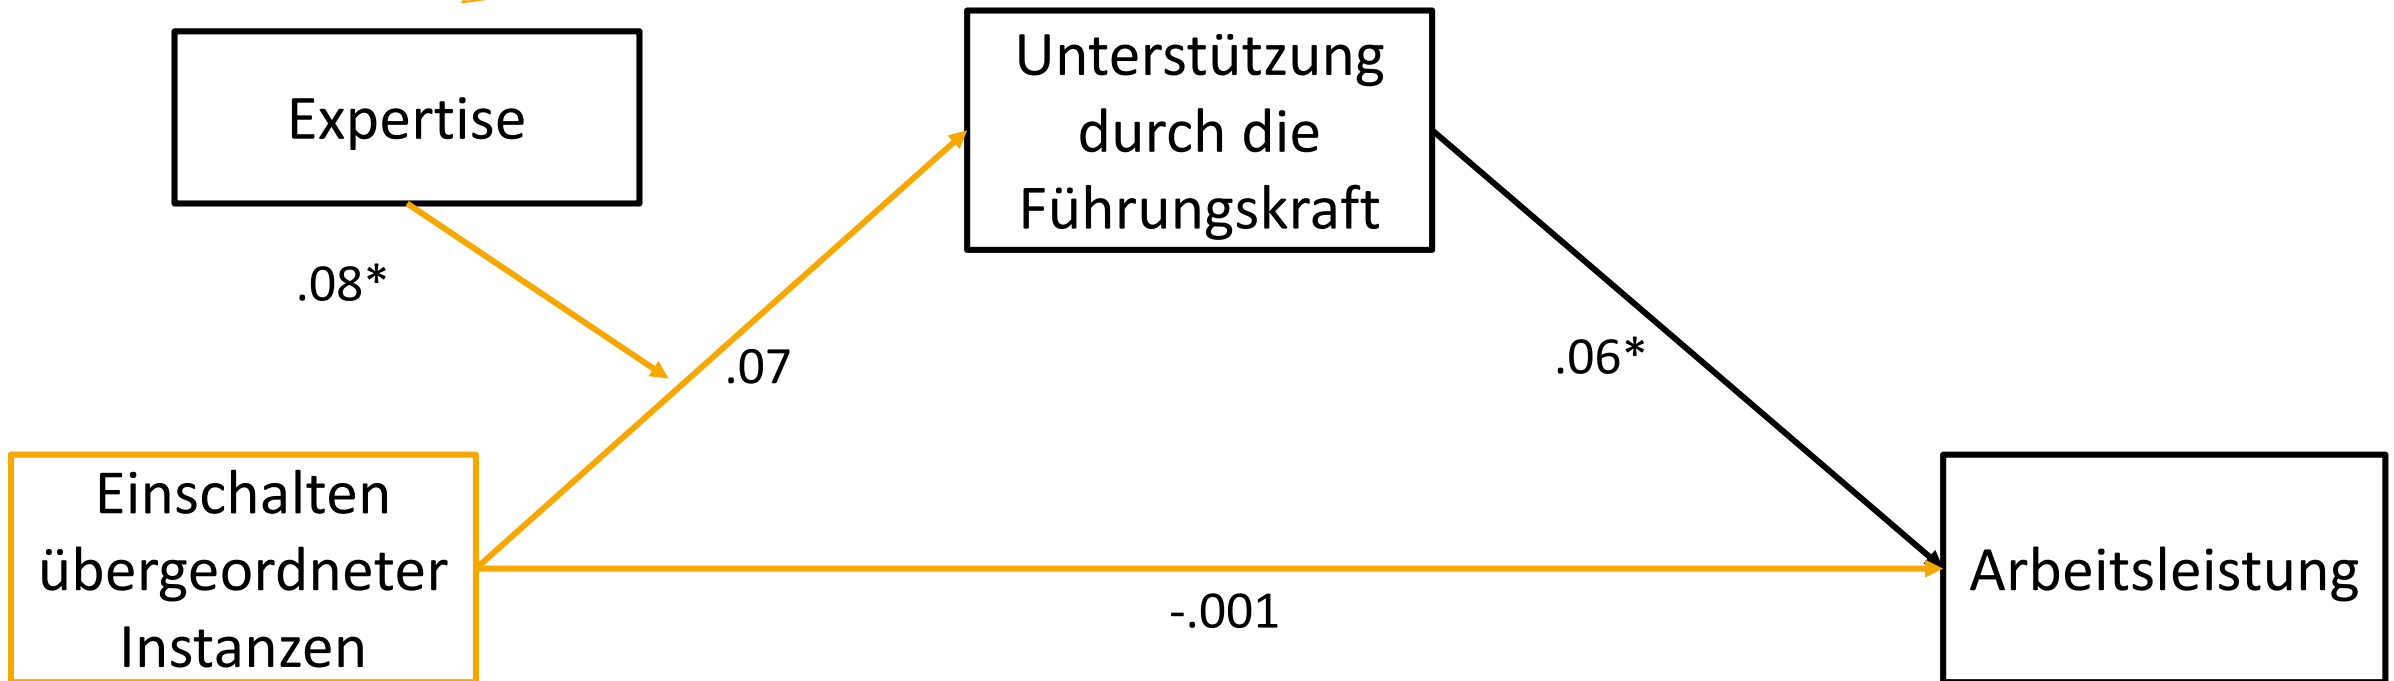 Expertise
Unterstützung
durch die
Führungskraft
.08*
.07
.06*
Einschalten
übergeordneter
Instanzen
-.001
Arbeitsleistung